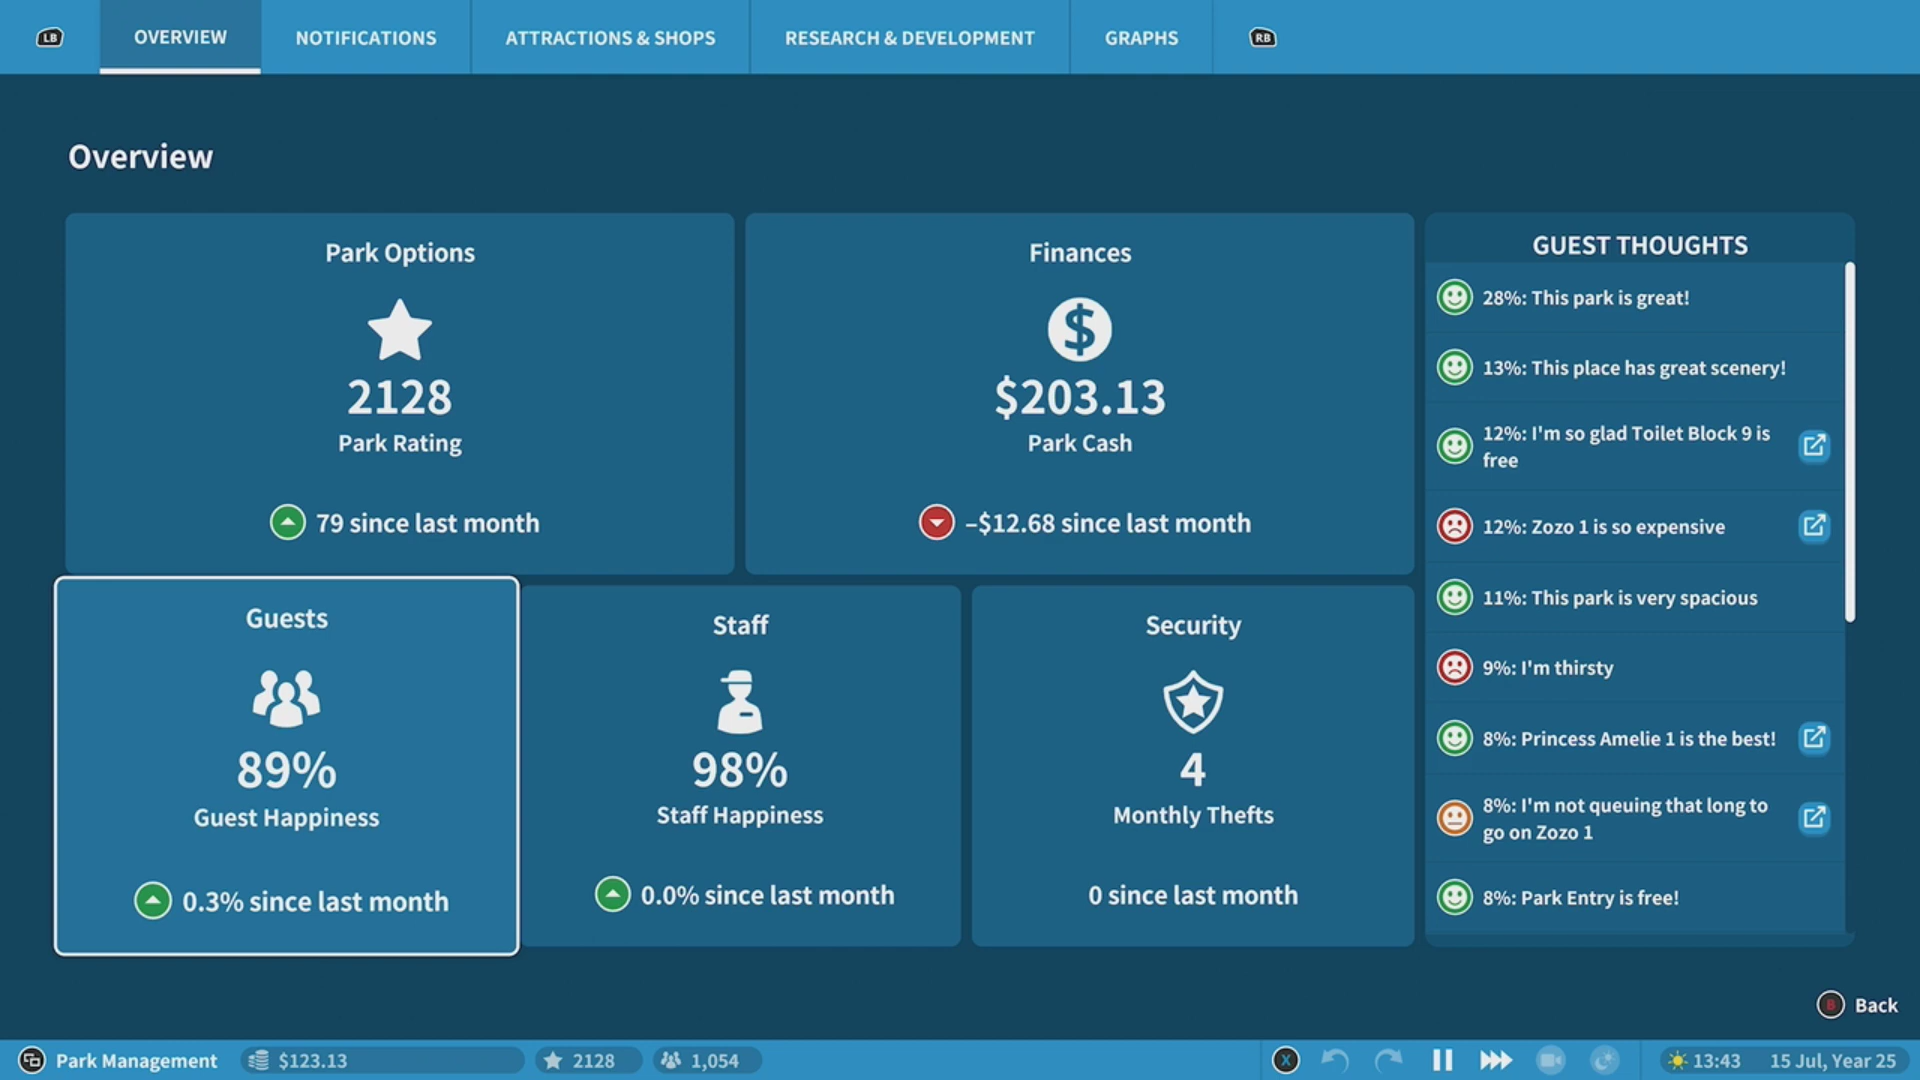 LB
OVERVIEW
NOTIFICATIONS
ATTRACTIONS & SHOPS
RESEARCH & DEVELOPMENT
GRAPHS
RB
Overview
Park Options
2128
Park Rating
79 since last month
Finances
$
$203.13
Park Cash
–$12.68 since last month
Guests
89%
Guest Happiness
0.3% since last month
Staff
98%
Staff Happiness
0.0% since last month
Security
4
Monthly Thefts
0 since last month
GUEST THOUGHTS
28%: This park is great!
13%: This place has great scenery!
12%: I'm so glad Toilet Block 9 is
free
12%: Zozo 1 is so expensive
11%: This park is very spacious
9%: I'm thirsty
8%: Princess Amelie 1 is the best!
8%: I'm not queuing that long to
go on Zozo 1
8%: Park Entry is free!
B Back
Park Management
$123.13
2128
1,054
X
13:43
15 Jul, Year 25